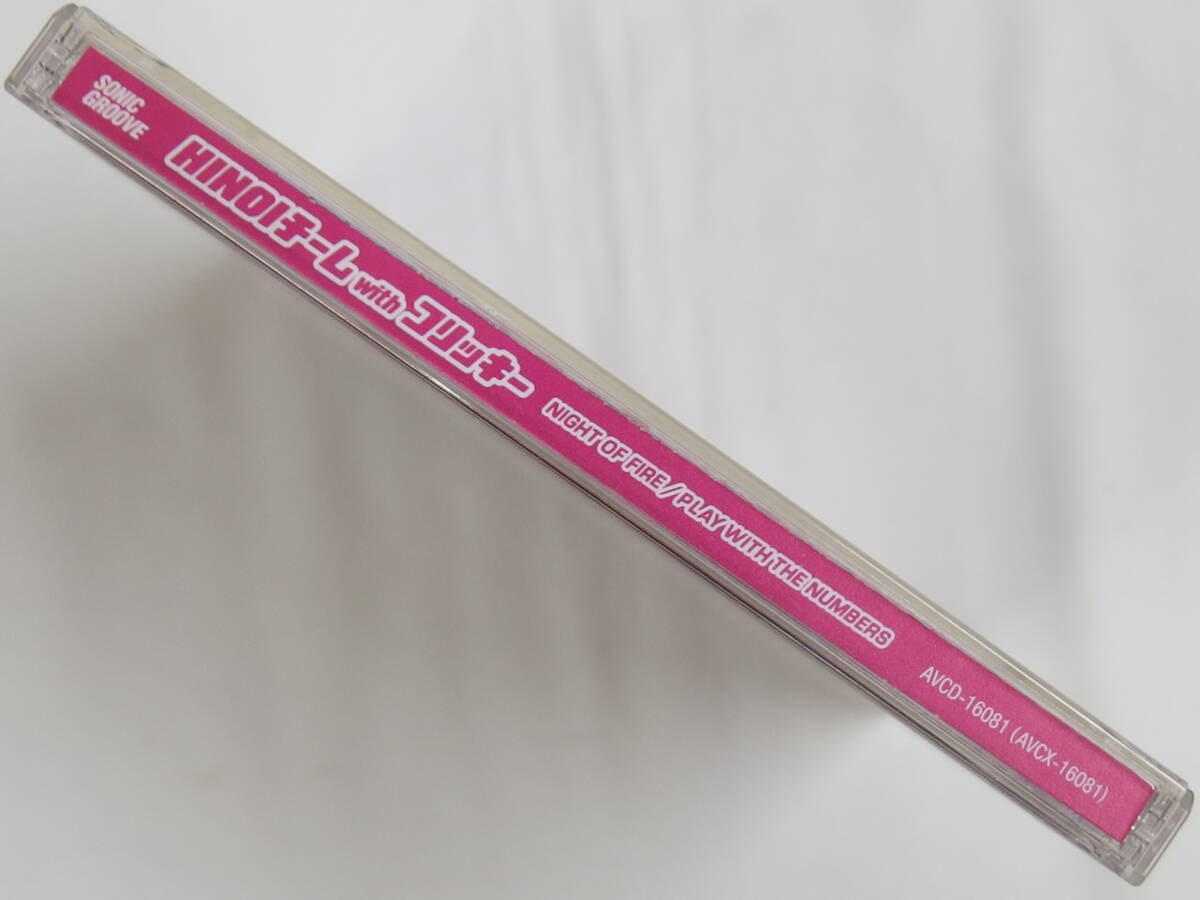 SONIC
GROOVE
HINOIチーム with コリッキー
NIGHT OF FIRE/PLAY WITH THE NUMBERS
AVCD-16081 (AVCX-16081)